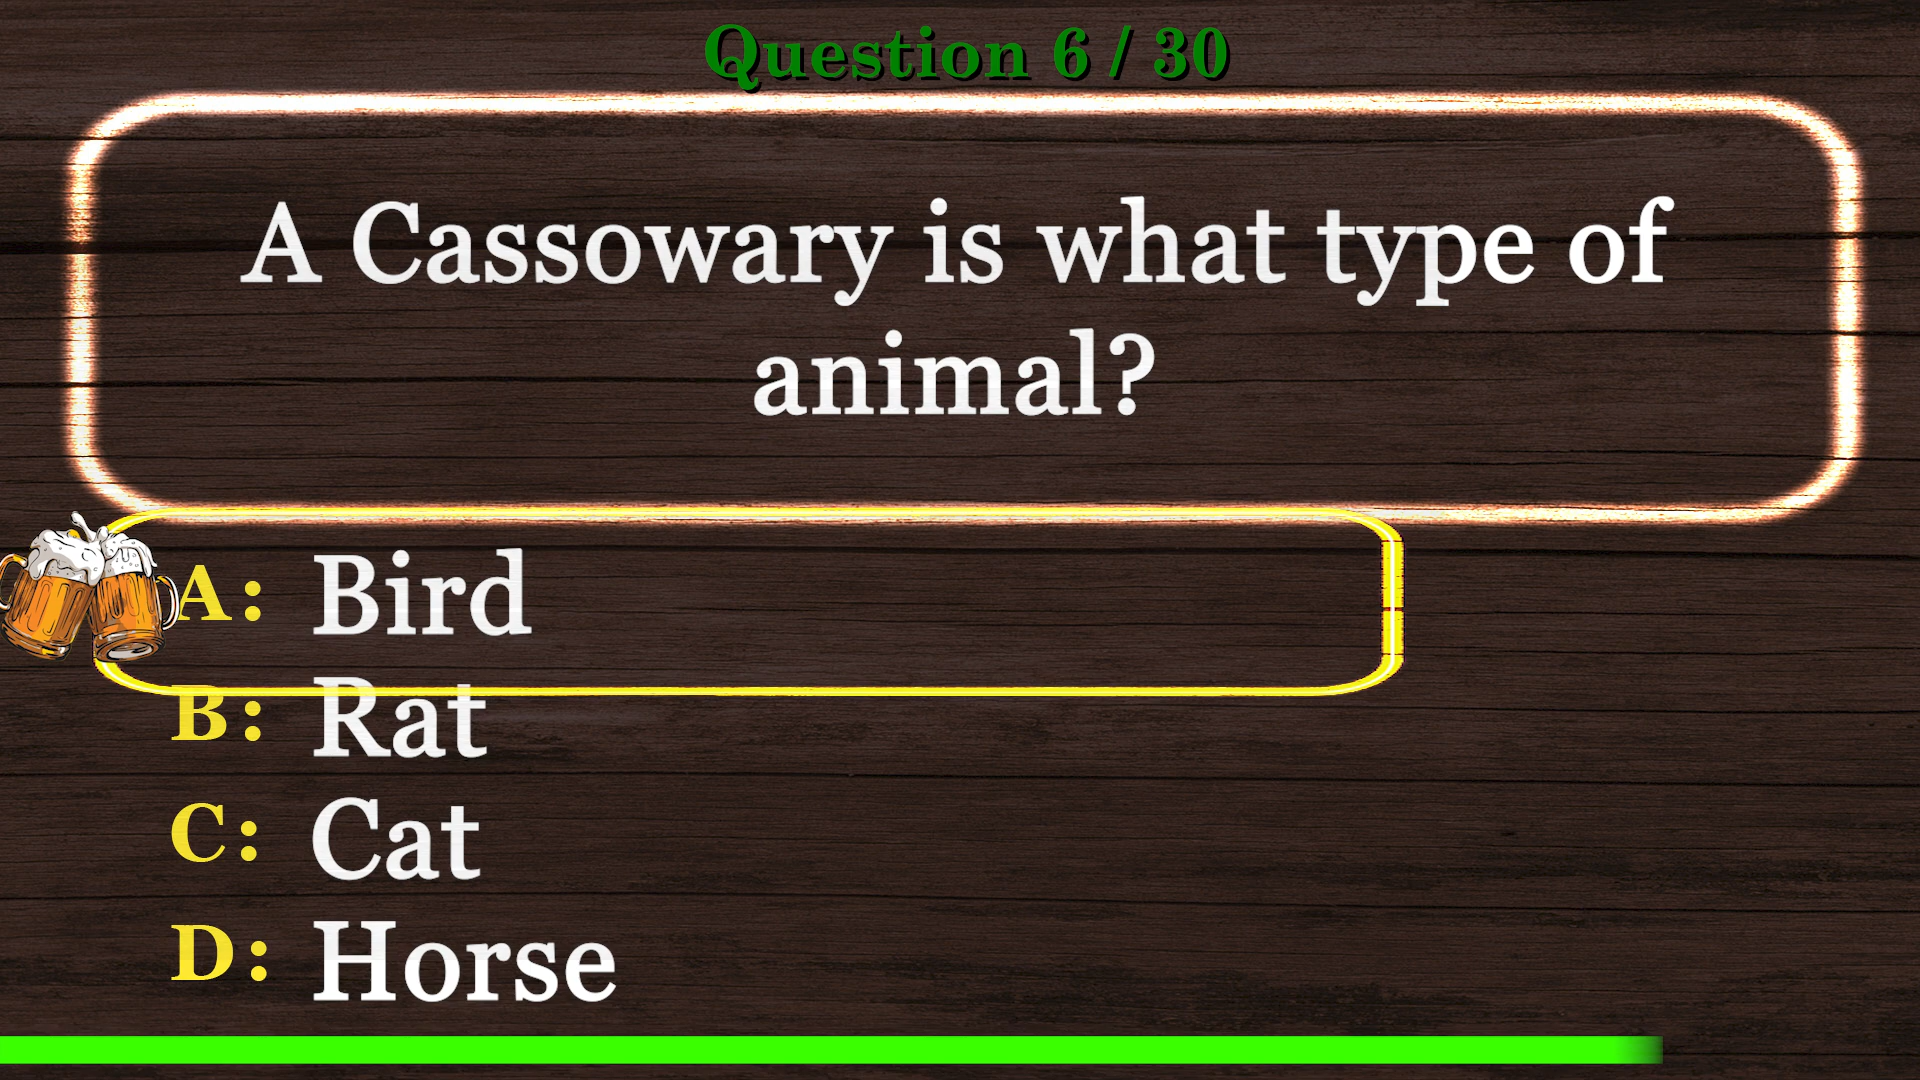 Question 6 / 30
A Cassowary is what type of
animal?
A: Bird
B: Rat
C: Cat
D: Horse